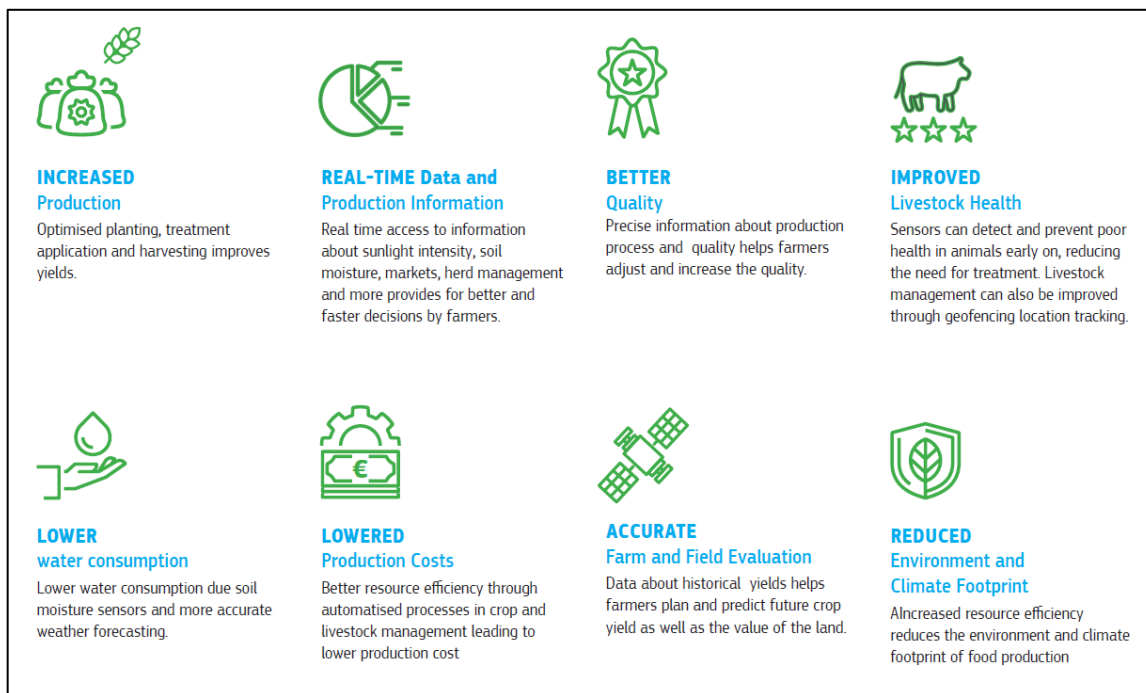 INCREASED
Production
Optimised planting, treatment
application and harvesting improves
yields.
REAL-TIME Data and
Production Information
Real time access to information
about sunlight intensity, soil
moisture, markets, herd management
and more provides for better and
faster decisions by farmers.
BETTER
Quality
Precise information about production
process and quality helps farmers
adjust and increase the quality.
IMPROVED
Livestock Health
Sensors can detect and prevent poor
health in animals early on, reducing
the need for treatment. Livestock
management can also be improved
through geofencing location tracking.
LOWER
water consumption
Lower water consumption due soil
moisture sensors and more accurate
weather forecasting.
€
LOWERED
Production Costs
Better resource efficiency through
automatised processes in crop and
livestock management leading to
lower production cost
ACCURATE
Farm and Field Evaluation
Data about historical yields helps
farmers plan and predict future crop
yield as well as the value of the land.
REDUCED
Environment and
Climate Footprint
AIncreased resource efficiency
reduces the environment and climate
footprint of food production